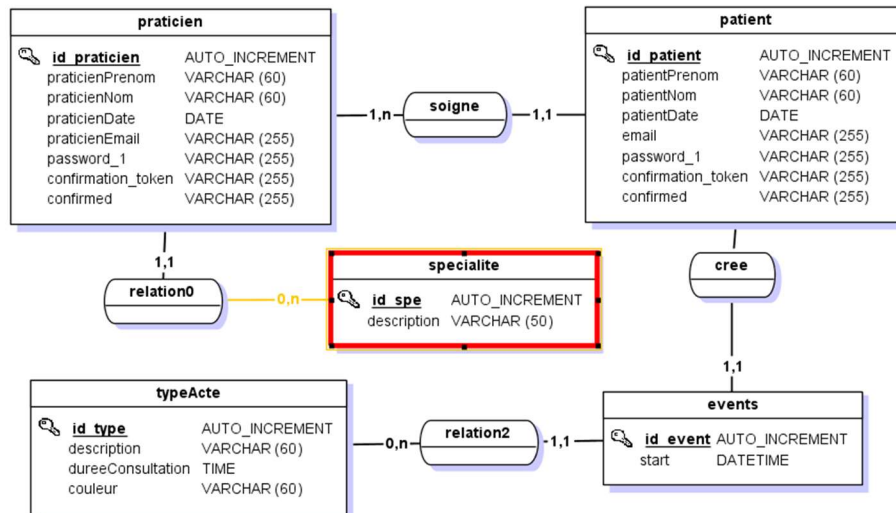 praticien
id_praticien AUTO_INCREMENT
praticienPrenom VARCHAR (60)
praticienNom VARCHAR (60)
praticienDate DATE
praticienEmail VARCHAR (255)
password_1 VARCHAR (255)
confirmation_token VARCHAR (255)
confirmed VARCHAR (255)
1,n
soigne
1,1
patient
id_patient AUTO_INCREMENT
patientPrenom VARCHAR (60)
patientNom VARCHAR (60)
patientDate DATE
email VARCHAR (255)
password_1 VARCHAR (255)
confirmation_token VARCHAR (255)
confirmed VARCHAR (255)
1,1
relation0
0,n
specialite
id_spe AUTO_INCREMENT
description VARCHAR (50)
cree
1,1
typeActe
id_type AUTO_INCREMENT
description VARCHAR (60)
dureeConsultation TIME
couleur VARCHAR (60)
0,n
relation2
1,1
events
id_event AUTO_INCREMENT
start DATETIME